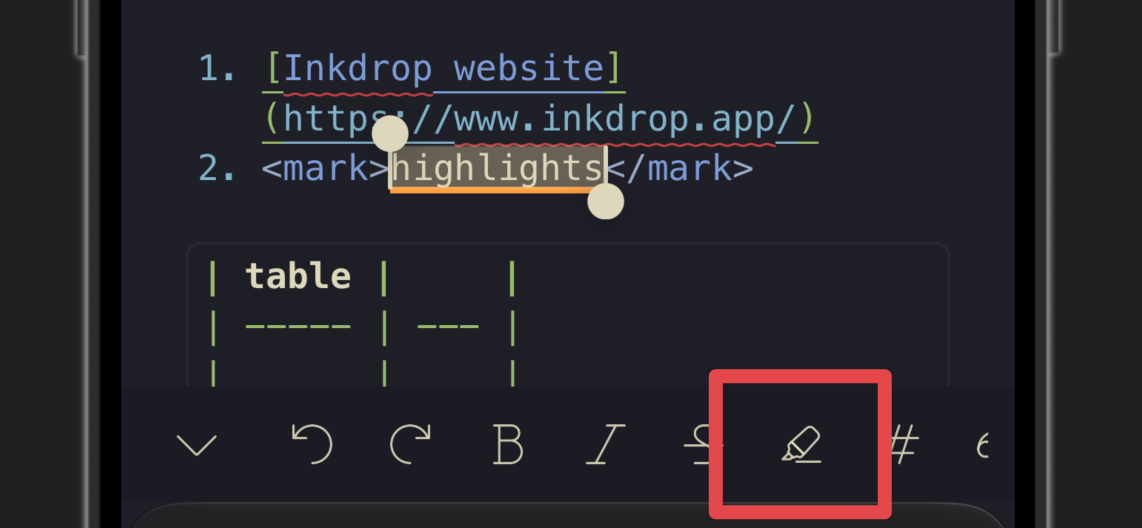 1. [Inkdrop website]
(https://www.inkdrop.app/)
2. <mark>highlights</mark>
| table |     |
| ----- | --- |
|       |     |
B I S #